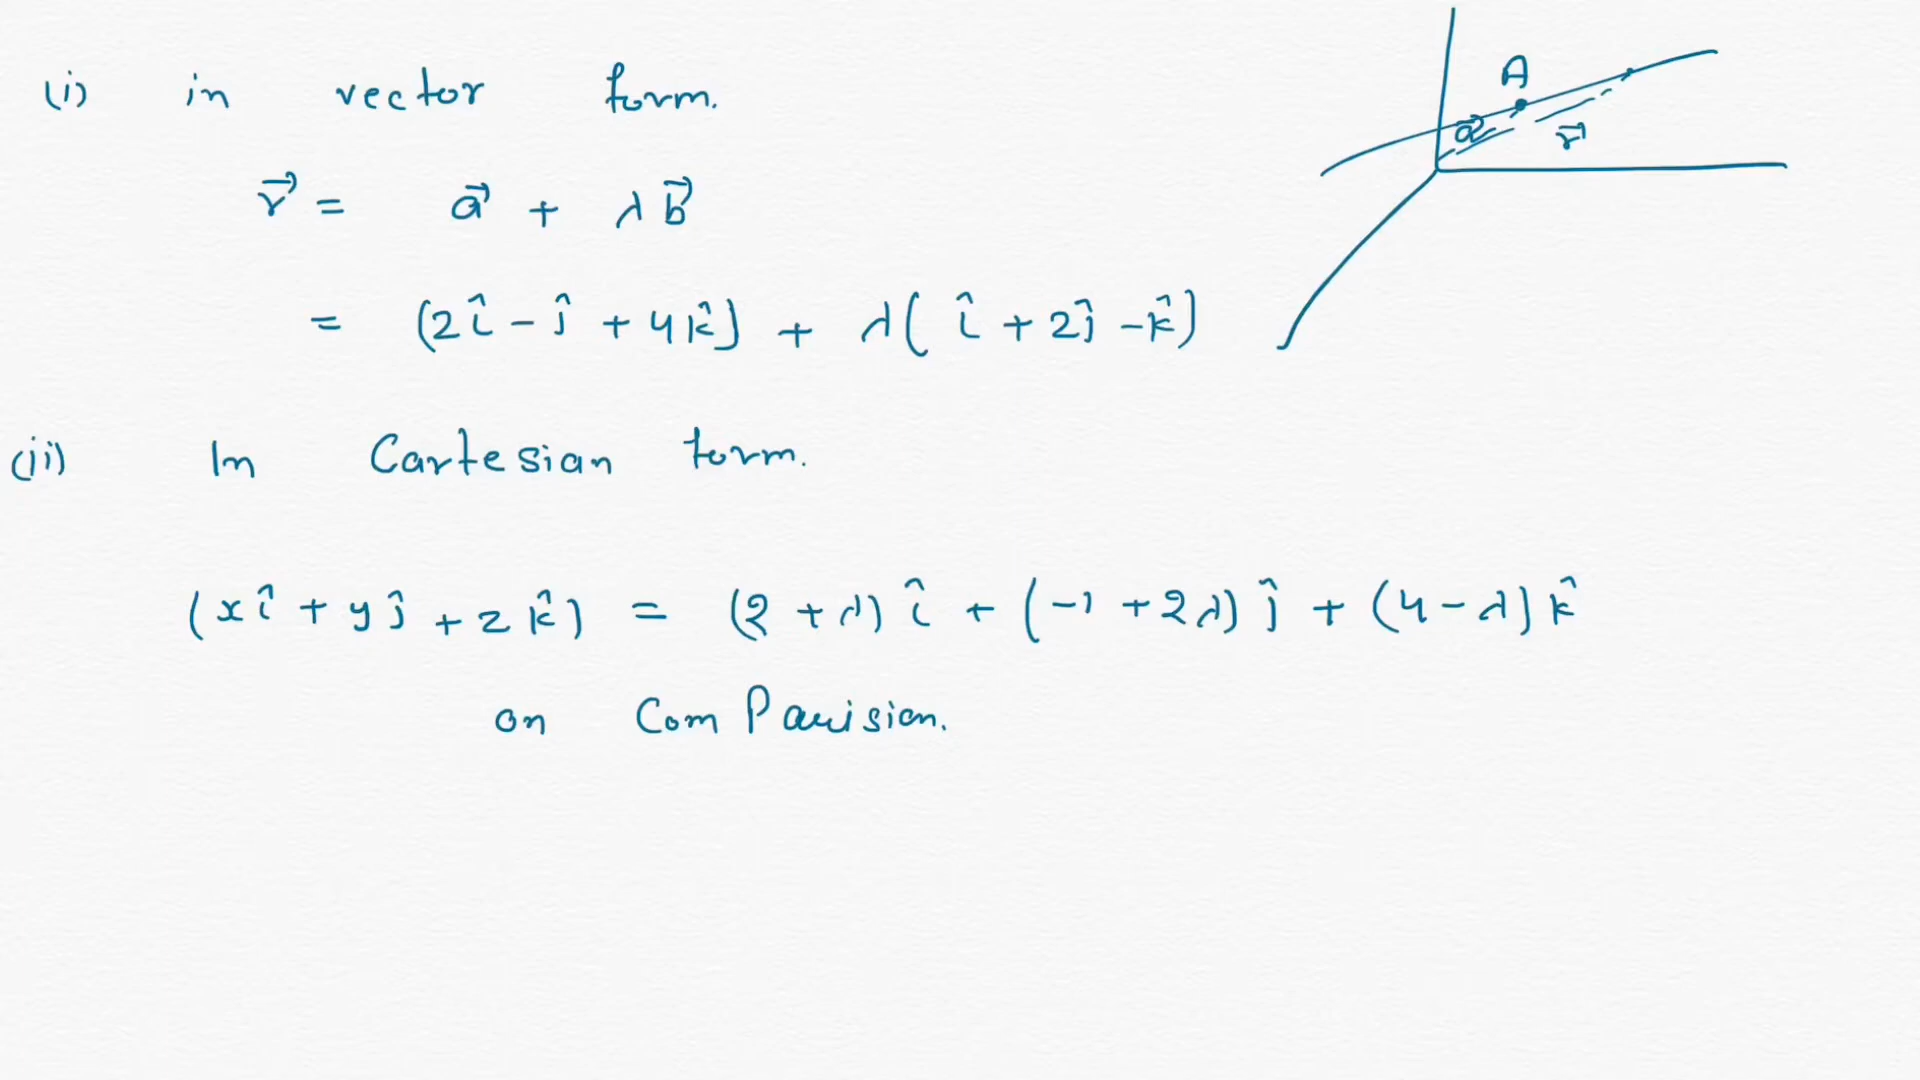 (i) in vector form.
A
a⃗
r⃗
r⃗ = a⃗ + λb⃗
= (2î - ĵ + 4k̂) + λ( î + 2ĵ - k̂)
(ii) In Cartesian form.
(xî + yĵ + zk̂) = (2 + λ) î + (-1 + 2λ) ĵ + (4 - λ) k̂
on ComParision.